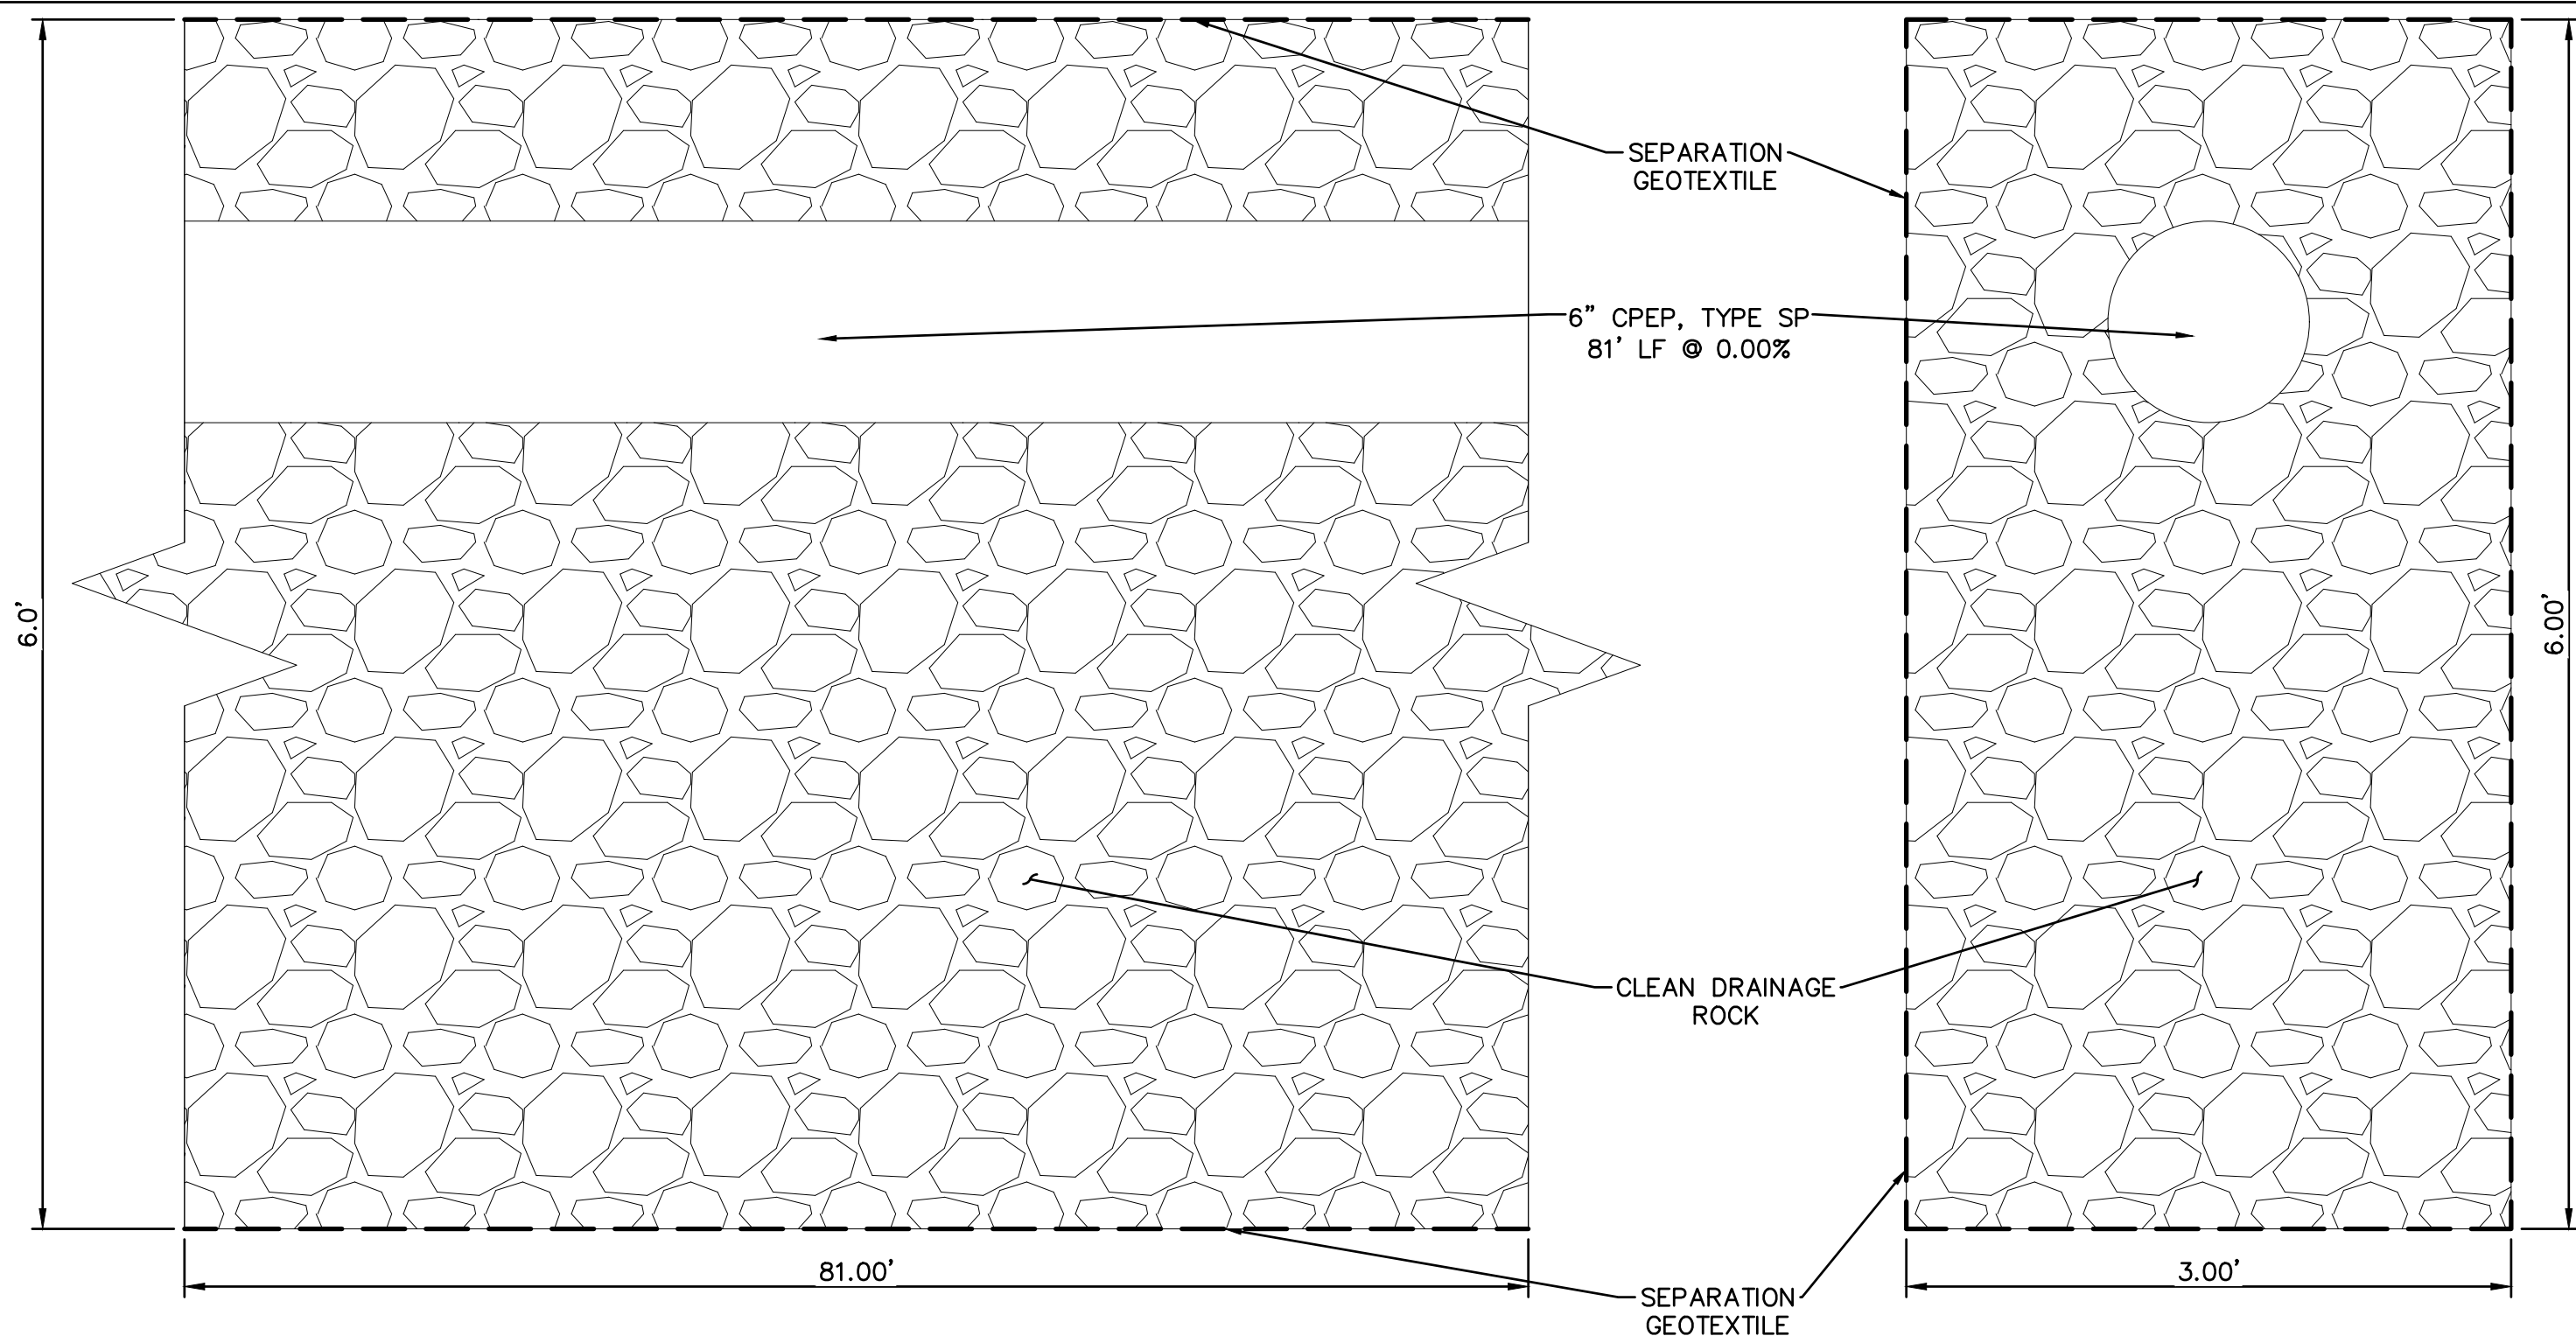 SEPARATION
GEOTEXTILE
6” CPEP, TYPE SP
81’ LF @ 0.00%
6.0’
6.00’
CLEAN DRAINAGE
ROCK
81.00’
3.00’
SEPARATION
GEOTEXTILE